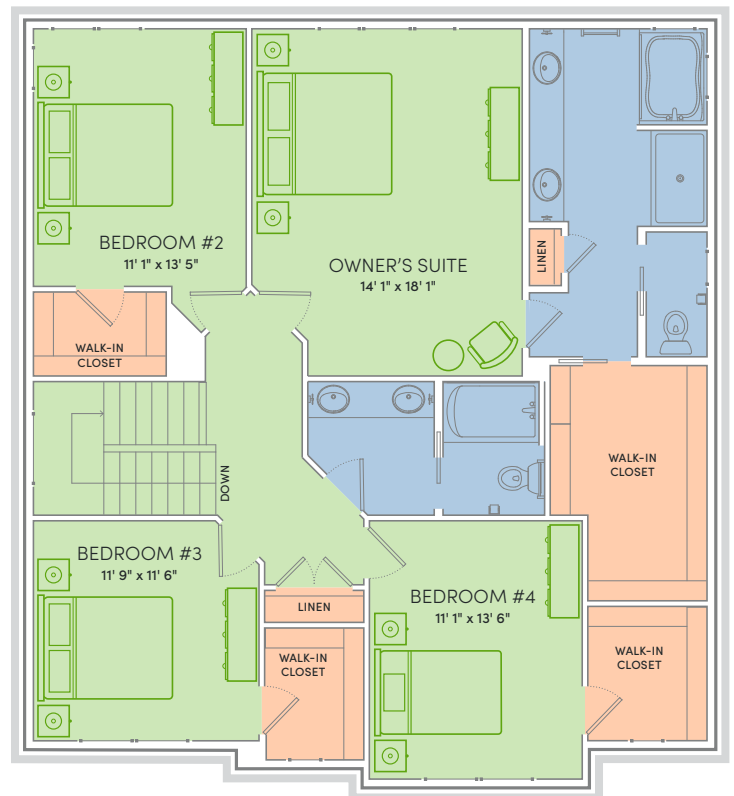 BEDROOM #2
11' 1" x 13' 5"
OWNER'S SUITE
14' 1" x 18' 1"
LINEN
WALK-IN
CLOSET
DOWN
WALK-IN
CLOSET
BEDROOM #3
11' 9" x 11' 6"
LINEN
BEDROOM #4
11' 1" x 13' 6"
WALK-IN
CLOSET
WALK-IN
CLOSET